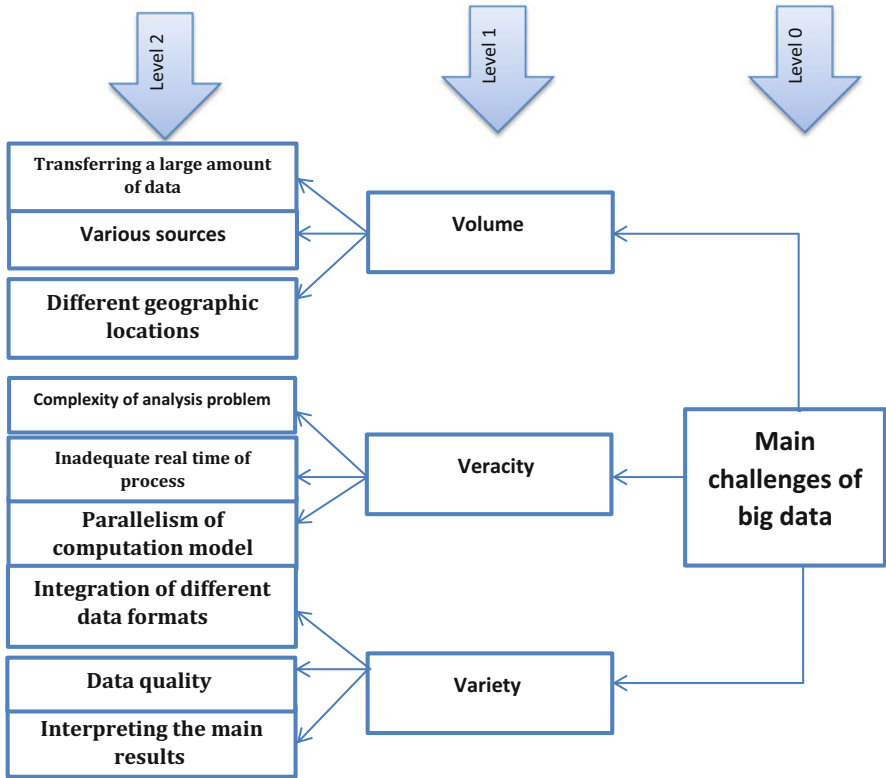 Level 2
Level 1
Level 0
Transferring a large amount
of data
Various sources
Different geographic
locations
Volume
Complexity of analysis problem
Inadequate real time of
process
Parallelism of
computation model
Veracity
Main
challenges of
big data
Integration of different
data formats
Data quality
Interpreting the main
results
Variety